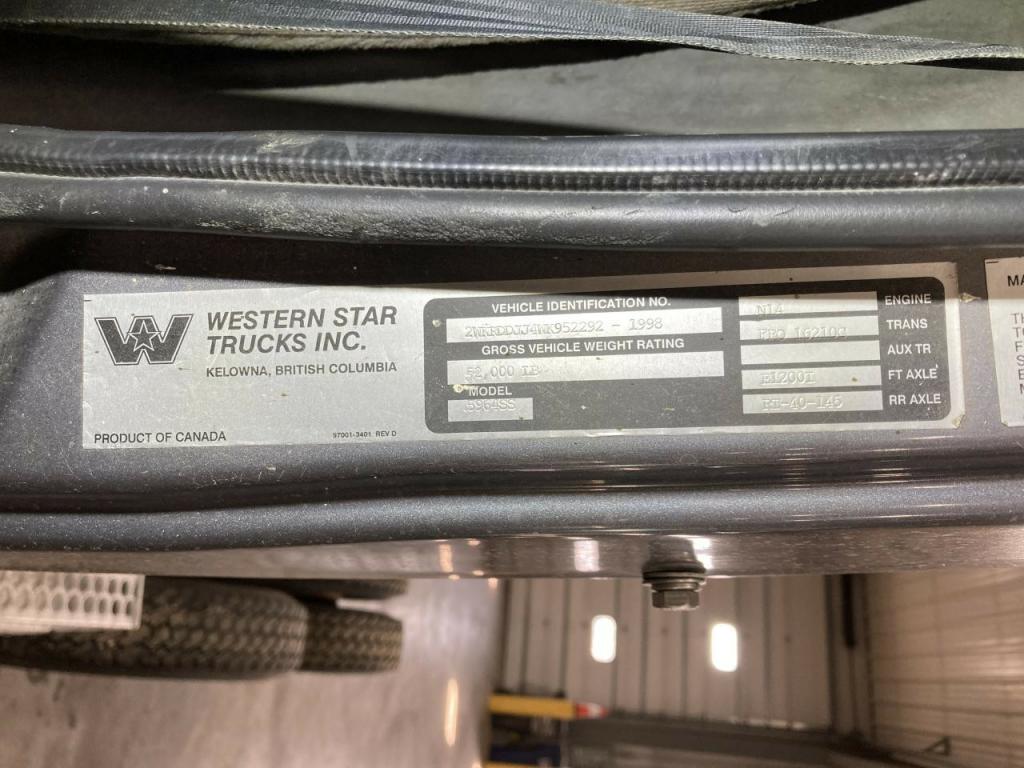 WESTERN STAR
TRUCKS INC.
KELOWNA, BRITISH COLUMBIA
PRODUCT OF CANADA
97001-3401 REV D
VEHICLE IDENTIFICATION NO.
- 1998
GROSS VEHICLE WEIGHT RATING
52,000 LB
MODEL
5964SS
N14 ENGINE
TRANS
AUX TR
E1200I FT AXLE
RT-40-145 RR AXLE
MA